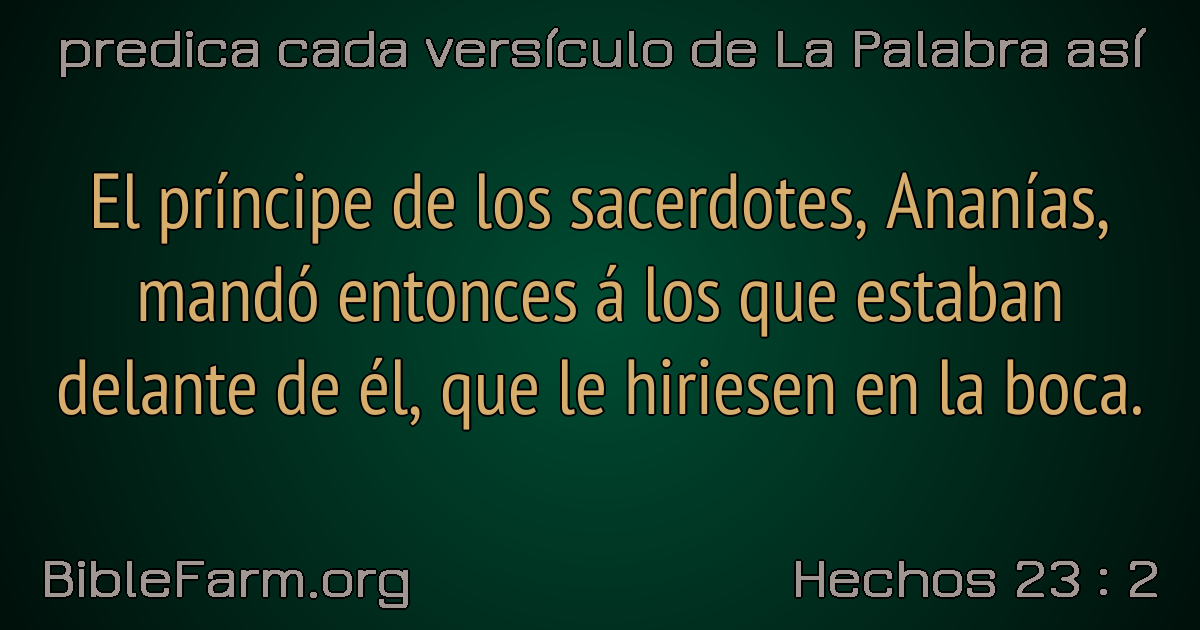 predica cada versículo de La Palabra así
El príncipe de los sacerdotes, Ananías,
mandó entonces á los que estaban
delante de él, que le hiriesen en la boca.
BibleFarm.org
Hechos 23 : 2